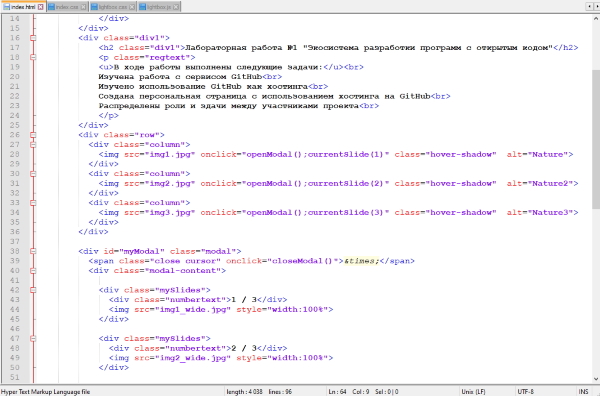 index.html index.css lightbox.css lightbox.js
14 </div>
15 </div>
16 <div class="div1">
17 <h2 class="div1">Лабораторная работа №1 "Экосистема разработки программ с открытым кодом"</h2>
18 <p class="regtext">
19 <u>В ходе работы выполнены следующие задачи:</u><br>
20 Изучена работа с сервисом GitHub<br>
21 Изучено использование GitHub как хостинга<br>
22 Создана персональная страница с использованием хостинга на GitHub<br>
23 Распределены роли и здачи между участниками проекта<br>
24 </p>
25 </div>
26 <div class="row">
27 <div class="column">
28 <img src="img1.jpg" onclick="openModal();currentSlide(1)" class="hover-shadow" alt="Nature">
29 </div>
30 <div class="column">
31 <img src="img2.jpg" onclick="openModal();currentSlide(2)" class="hover-shadow" alt="Nature2">
32 </div>
33 <div class="column">
34 <img src="img3.jpg" onclick="openModal();currentSlide(3)" class="hover-shadow" alt="Nature3">
35 </div>
36 </div>
37
38 <div id="myModal" class="modal">
39 <span class="close cursor" onclick="closeModal()">&times;</span>
40 <div class="modal-content">
41
42 <div class="mySlides">
43 <div class="numbertext">1 / 3</div>
44 <img src="img1_wide.jpg" style="width:100%">
45 </div>
46
47 <div class="mySlides">
48 <div class="numbertext">2 / 3</div>
49 <img src="img2_wide.jpg" style="width:100%">
50 </div>
51
Hyper Text Markup Language file length : 4 038 lines : 96 Ln : 64 Col : 9 Sel : 0 | 0 Unix (LF) UTF-8 INS